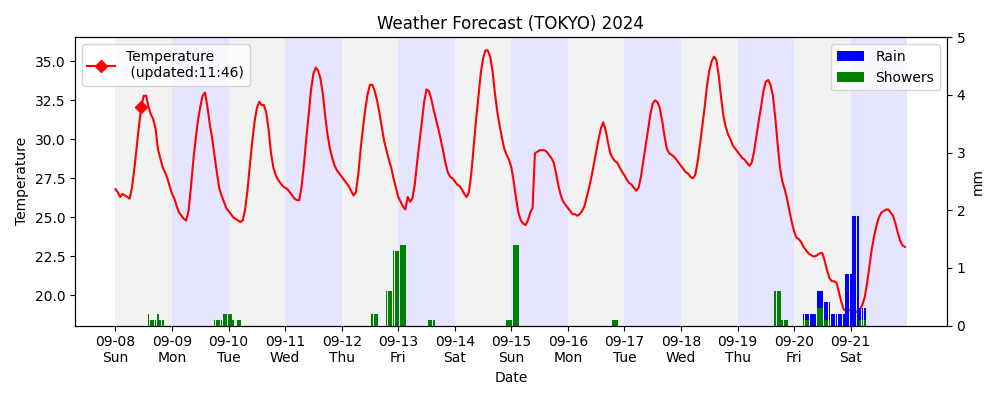 Weather Forecast (TOKYO) 2024
Temperature
(updated:11:46)
Rain
Showers
Temperature
35.0
32.5
30.0
27.5
25.0
22.5
20.0
5
4
3
2
1
0
mm
09-08 09-09 09-10 09-11 09-12 09-13 09-14 09-15 09-16 09-17 09-18 09-19 09-20 09-21
Sun Mon Tue Wed Thu Fri Sat Sun Mon Tue Wed Thu Fri Sat
Date